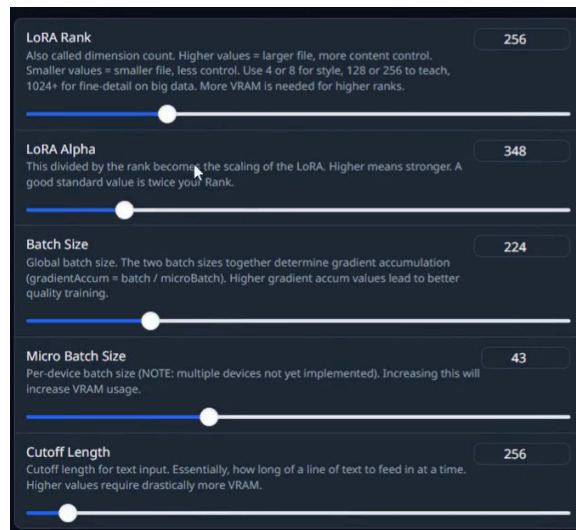 LoRA Rank 256
Also called dimension count. Higher values = larger file, more content control.
Smaller values = smaller file, less control. Use 4 or 8 for style, 128 or 256 to teach,
1024+ for fine-detail on big data. More VRAM is needed for higher ranks.
LoRA Alpha 348
This divided by the rank becomes the scaling of the LoRA. Higher means stronger. A
good standard value is twice your Rank.
Batch Size 224
Global batch size. The two batch sizes together determine gradient accumulation
(gradientAccum = batch / microBatch). Higher gradient accum values lead to better
quality training.
Micro Batch Size 43
Per-device batch size (NOTE: multiple devices not yet implemented). Increasing this will
increase VRAM usage.
Cutoff Length 256
Cutoff length for text input. Essentially, how long of a line of text to feed in at a time.
Higher values require drastically more VRAM.